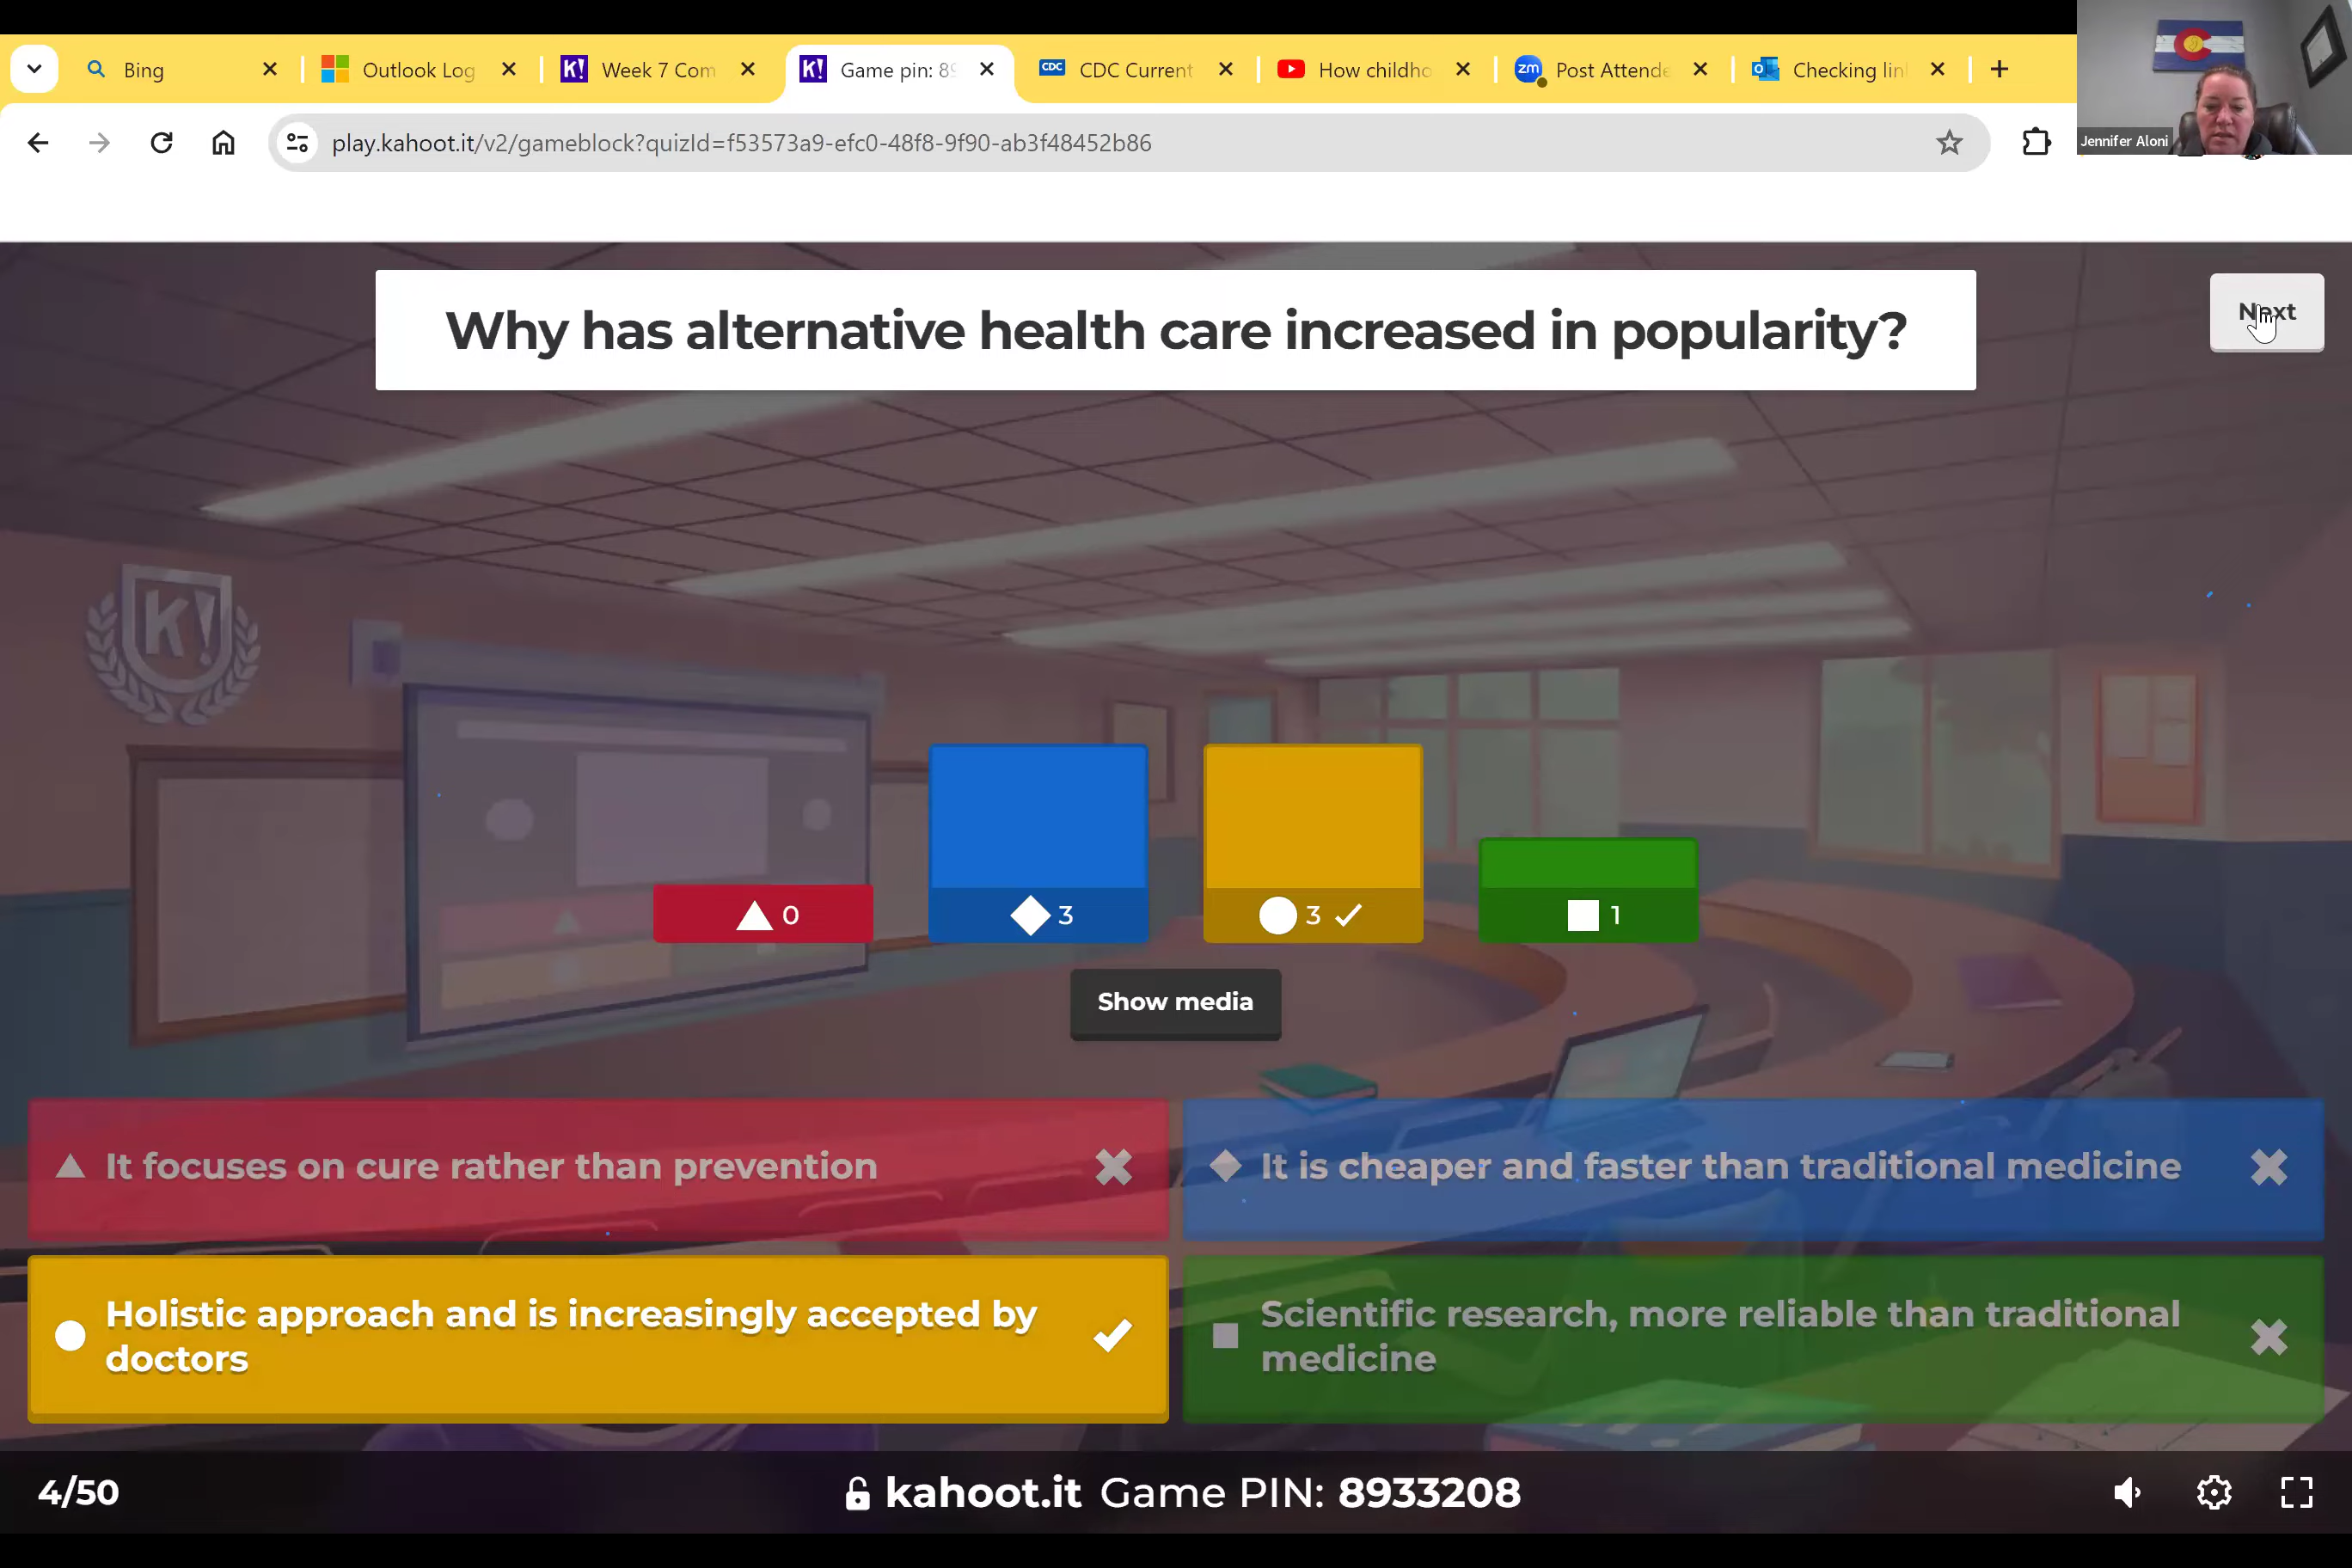 Bing
Outlook Log
K! Week 7 Com
K! Game pin: 89
CDC CDC Current
How childho
zm Post Attende
Checking lin
play.kahoot.it/v2/gameblock?quizId=f53573a9-efc0-48f8-9f90-ab3f48452b86
Jennifer Aloni
Why has alternative health care increased in popularity?
Next
K!
0
3
3
1
Show media
It focuses on cure rather than prevention
It is cheaper and faster than traditional medicine
Holistic approach and is increasingly accepted by
doctors
Scientific research, more reliable than traditional
medicine
4/50
kahoot.it Game PIN: 8933208